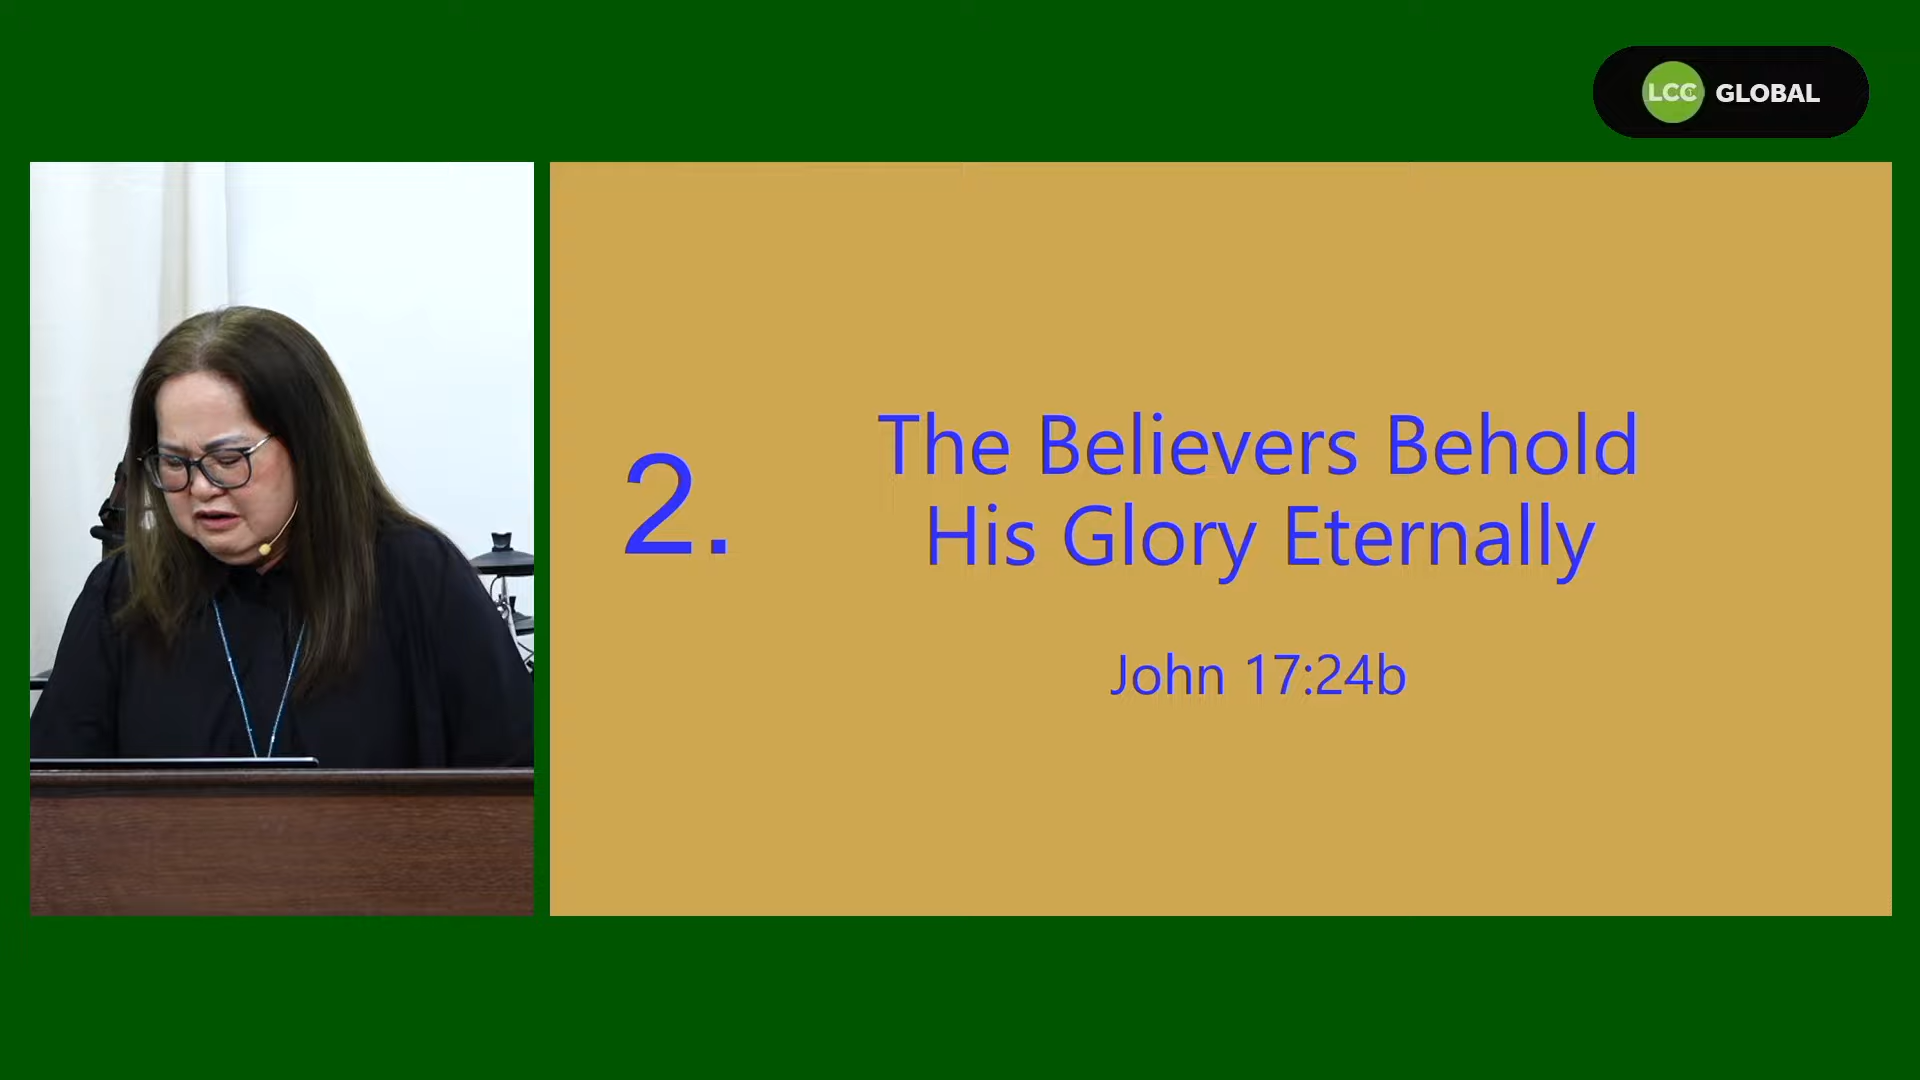 LCC GLOBAL
2.
The Believers Behold
His Glory Eternally
John 17:24b